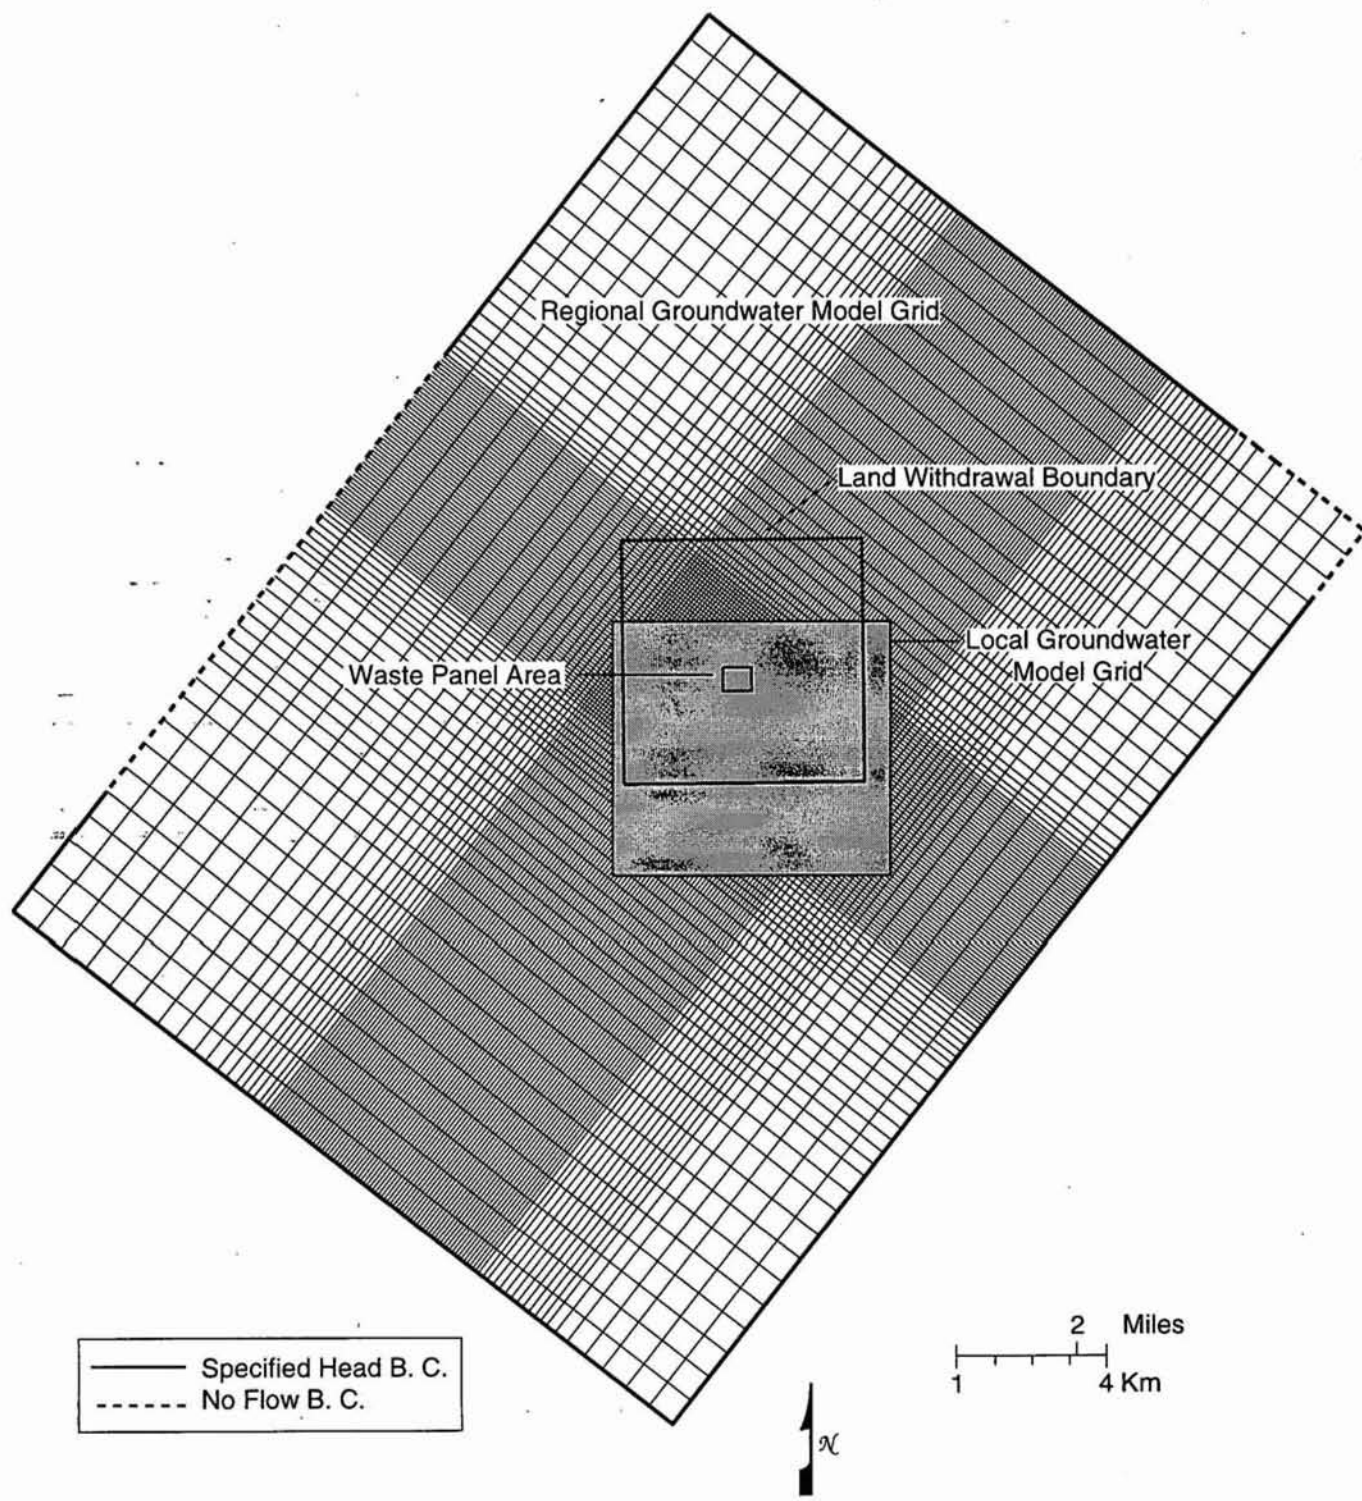 Regional Groundwater Model Grid
Land Withdrawal Boundary
Local Groundwater
Model Grid
Waste Panel Area
Specified Head B. C.
No Flow B. C.
2 Miles
1 4 Km
N